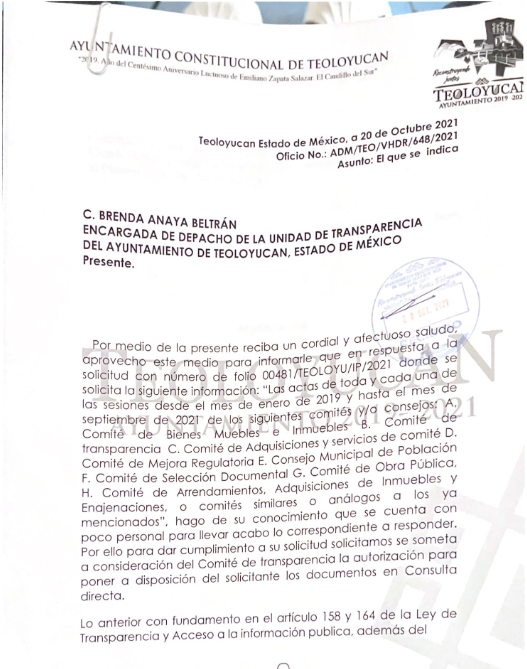 AYUNTAMIENTO CONSTITUCIONAL DE TEOLOYUCAN
"2019. Año del Centésimo Aniversario Luctuoso de Emiliano Zapata Salazar. El Caudillo del Sur"
Reconstruyendo
juntos
TEOLOYUCAN
AYUNTAMIENTO 2019 -202
Teoloyucan Estado de México, a 20 de Octubre 2021
Oficio No.: ADM/TEO/VHDR/648/2021
Asunto: El que se indica
C. BRENDA ANAYA BELTRÁN
ENCARGADA DE DEPACHO DE LA UNIDAD DE TRANSPARENCIA
DEL AYUNTAMIENTO DE TEOLOYUCAN, ESTADO DE MÉXICO
Presente.
Por medio de la presente reciba un cordial y afectuoso saludo,
aprovecho este medio para informarle que en respuesta a la
solicitud con número de folio 00481/TEOLOYU/IP/2021 donde se
solicita la siguiente información: "Las actas de toda y cada una de
las sesiones desde el mes de enero de 2019 y hasta el mes de
septiembre de 2021 de los siguientes comités y/o consejos: A.
Comité de Bienes Muebles e Inmuebles B. Comité de
transparencia C. Comité de Adquisiciones y servicios de comité D.
Comité de Mejora Regulatoria E. Consejo Municipal de Población
F. Comité de Selección Documental G. Comité de Obra Pública,
H. Comité de Arrendamientos, Adquisiciones de Inmuebles y
Enajenaciones, o comités similares o análogos a los ya
mencionados", hago de su conocimiento que se cuenta con
poco personal para llevar acabo lo correspondiente a responder.
Por ello para dar cumplimiento a su solicitud solicitamos se someta
a consideración del Comité de transparencia la autorización para
poner a disposición del solicitante los documentos en Consulta
directa.
Lo anterior con fundamento en el artículo 158 y 164 de la Ley de
Transparencia y Acceso a la información publica, además del
TEOLOYUCAN
AYUNTAMIENTO 2019- 2021